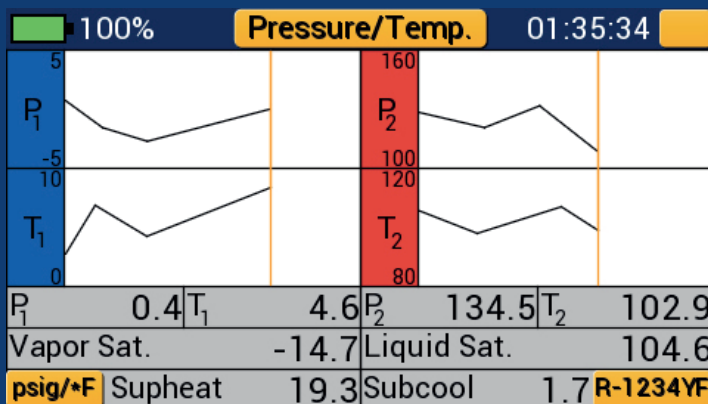 100% Pressure/Temp. 01:35:34
5 160
P1 P2
-5 100
10 120
T1 T2
0 80
P1 0.4 T1 4.6 P2 134.5 T2 102.9
Vapor Sat. -14.7 Liquid Sat. 104.6
psig/*F Supheat 19.3 Subcool 1.7 R-1234YF